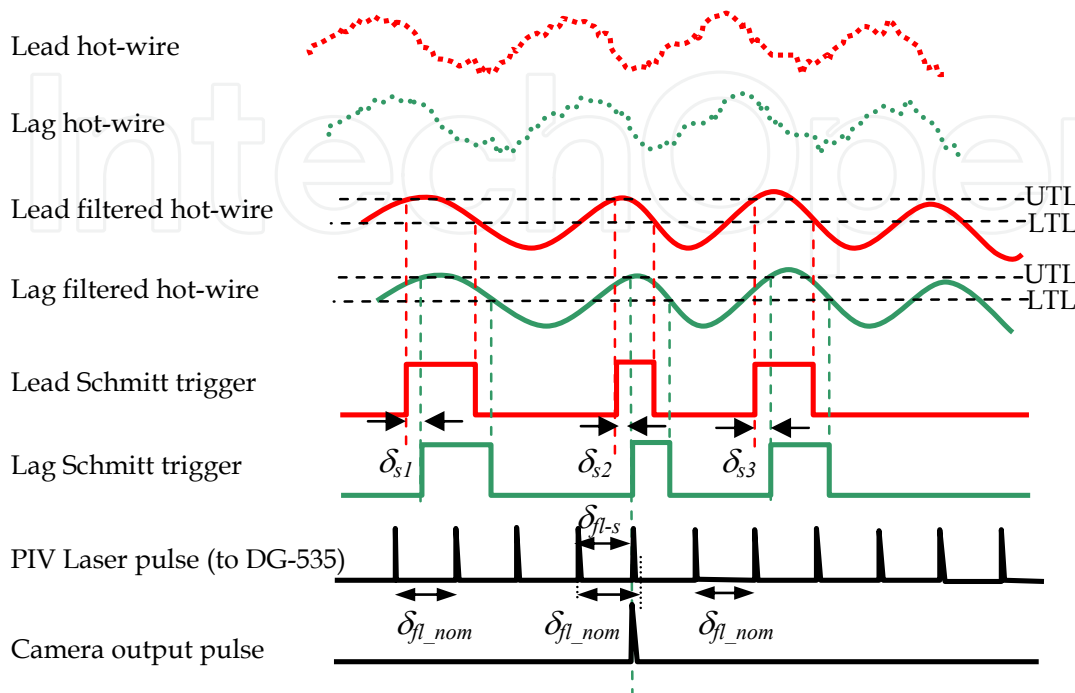 Lead hot-wire
Lag hot-wire
IntechOpen
Lead filtered hot-wire
UTL
LTL
Lag filtered hot-wire
UTL
LTL
Lead Schmitt trigger
δs1 δs2 δs3
Lag Schmitt trigger
δfl-s
PIV Laser pulse (to DG-535)
δfl_nom δfl_nom δfl_nom
Camera output pulse